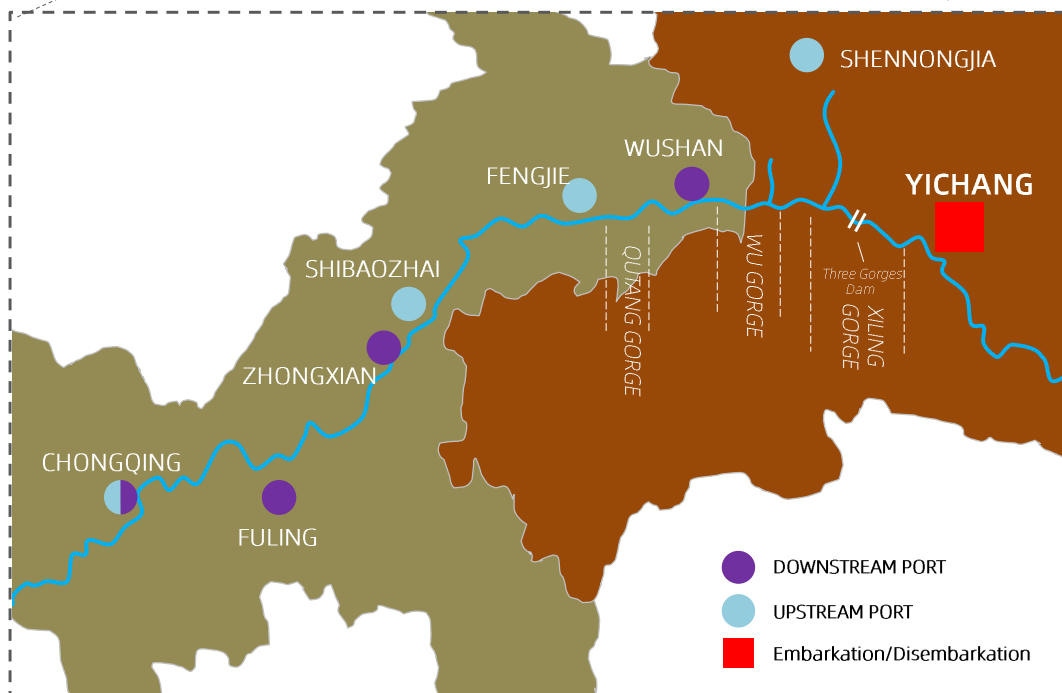 SHENNONGJIA
WUSHAN
FENGJIE
YICHANG
SHIBAOZHAI
QUTANG GORGE
WU GORGE
Three Gorges
Dam
XILING
GORGE
ZHONGXIAN
CHONGQING
FULING
DOWNSTREAM PORT
UPSTREAM PORT
Embarkation/Disembarkation